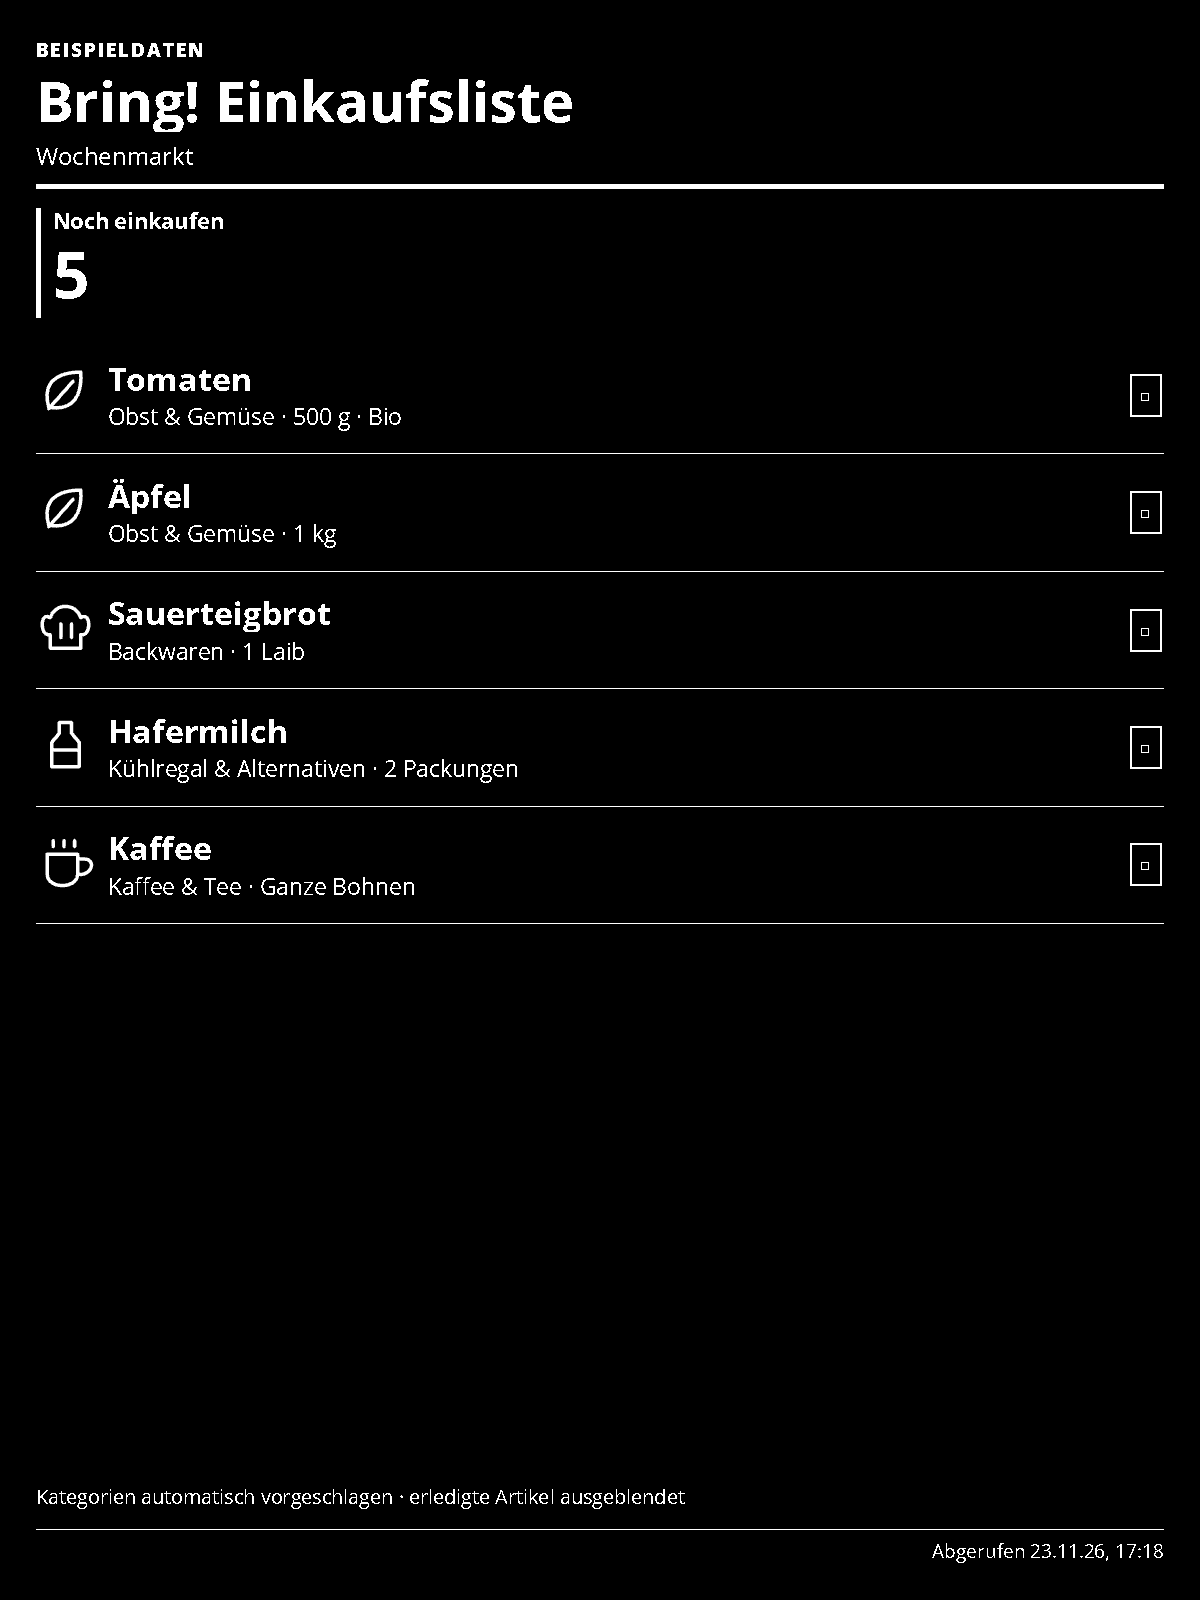 BEISPIELDATEN
Bring! Einkaufsliste
Wochenmarkt
Noch einkaufen
5
Tomaten
Obst & Gemüse · 500 g · Bio
Äpfel
Obst & Gemüse · 1 kg
Sauerteigbrot
Backwaren · 1 Laib
Hafermilch
Kühlregal & Alternativen · 2 Packungen
Kaffee
Kaffee & Tee · Ganze Bohnen
Kategorien automatisch vorgeschlagen · erledigte Artikel ausgeblendet
Abgerufen 23.11.26, 17:18